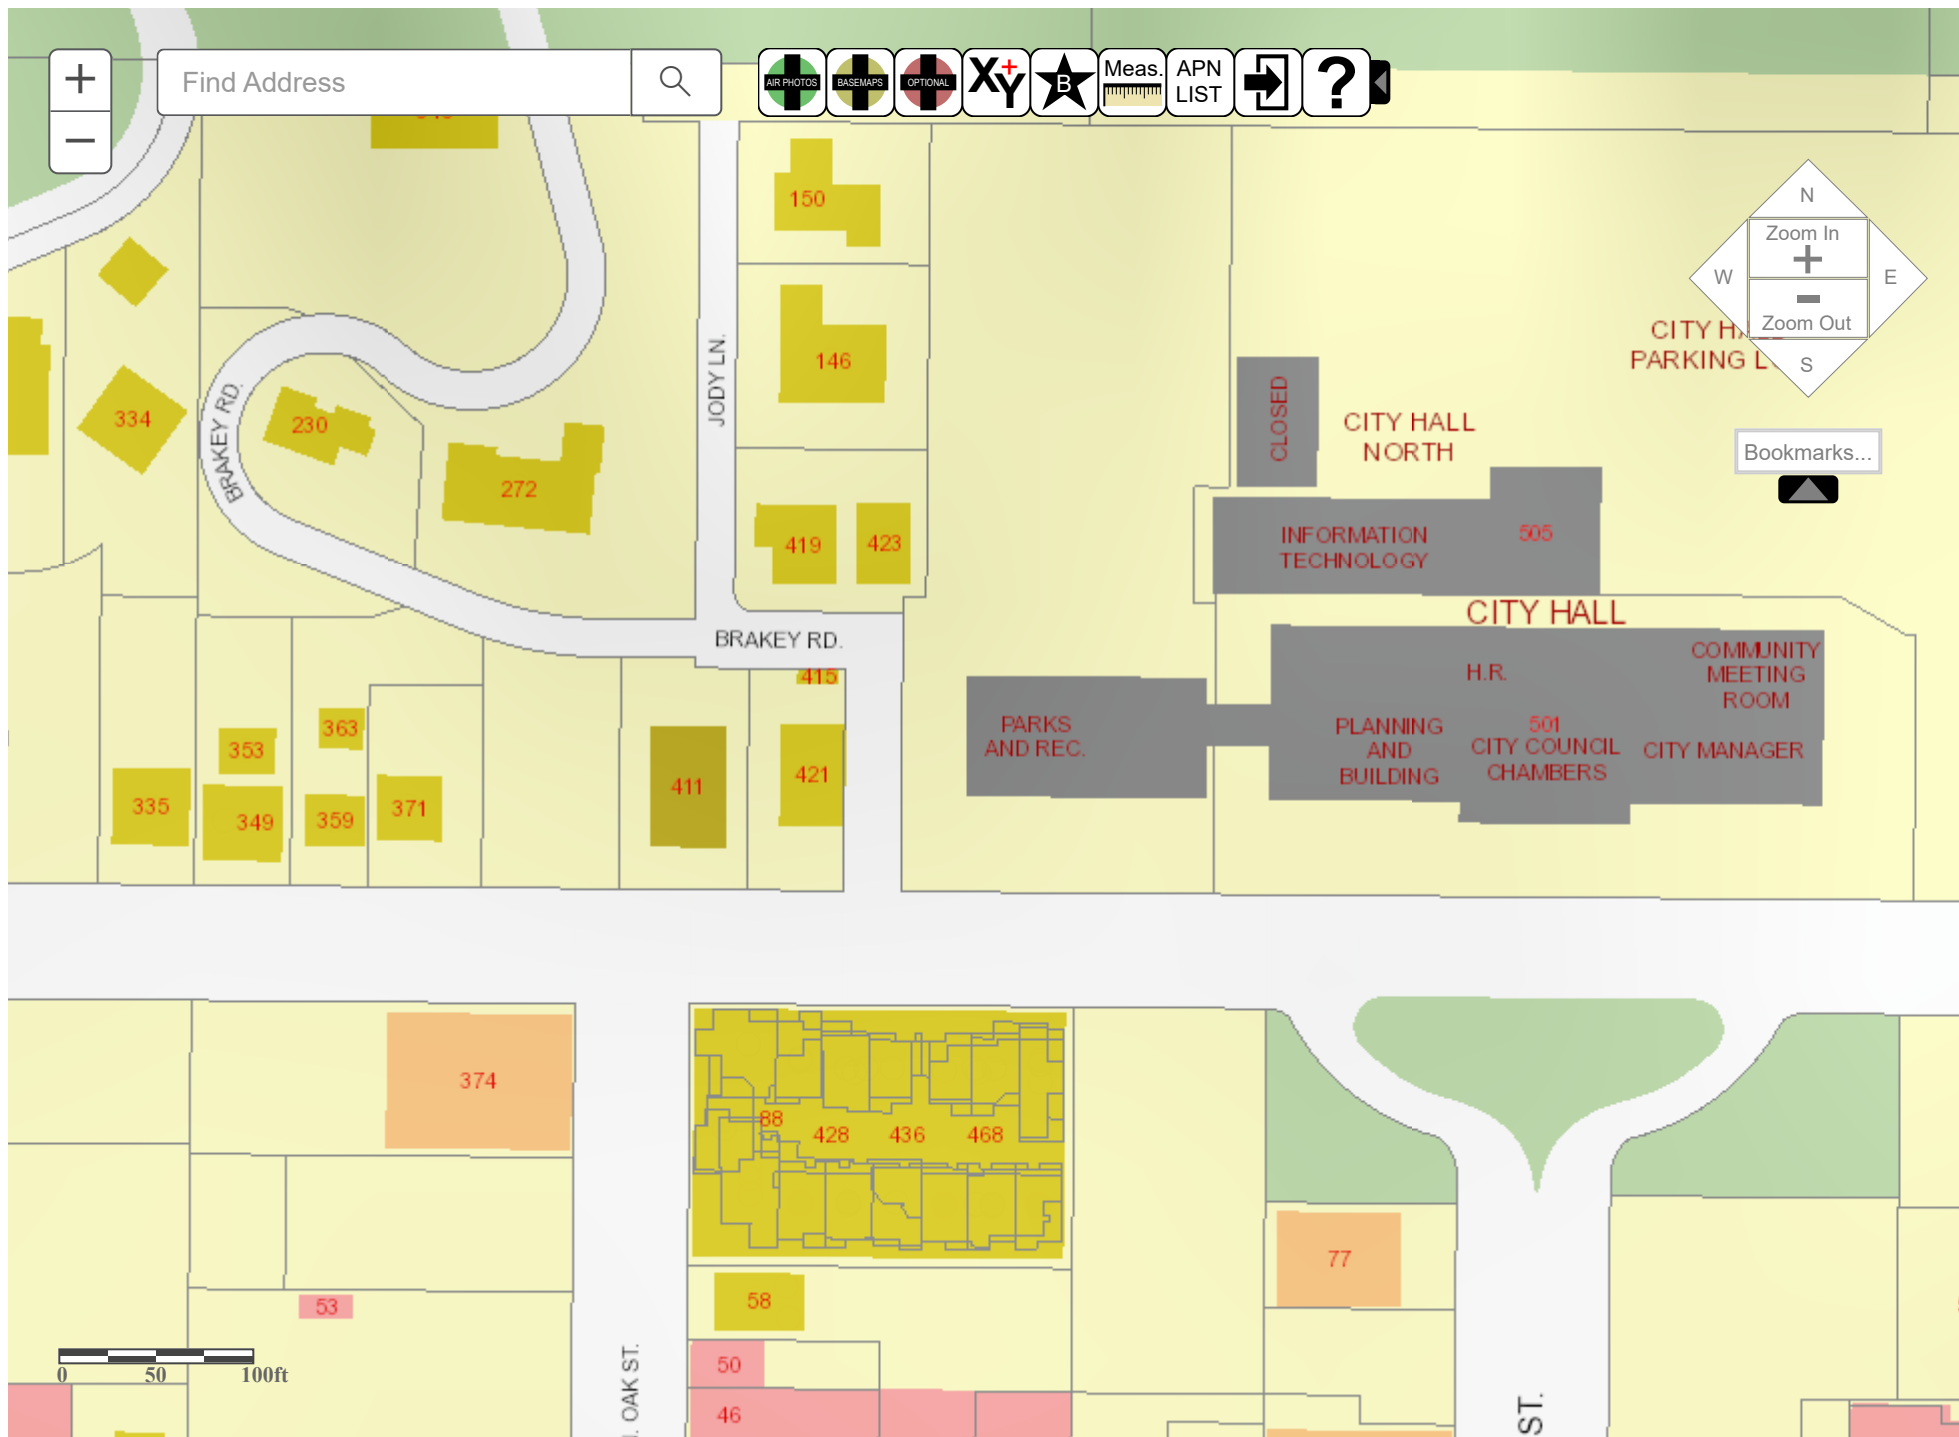 +
Find Address
AIR PHOTOS
BASEMAPS
OPTIONAL
XY
B
Meas.
APN
LIST
?
−
150
N
Zoom In
W
E
Zoom Out
S
JODY LN.
146
CITY HALL
PARKING
334
BRAKEY RD.
230
CLOSED
CITY HALL
NORTH
Bookmarks...
272
419
423
INFORMATION
TECHNOLOGY
505
CITY HALL
BRAKEY RD.
415
H.R.
COMMUNITY
MEETING
ROOM
363
353
PARKS
AND REC.
PLANNING
AND
BUILDING
501
CITY COUNCIL
CHAMBERS
CITY MANAGER
335
349
359
371
411
421
374
88
428
436
468
77
53
58
0
50
100ft
OAK ST.
50
46
ST.